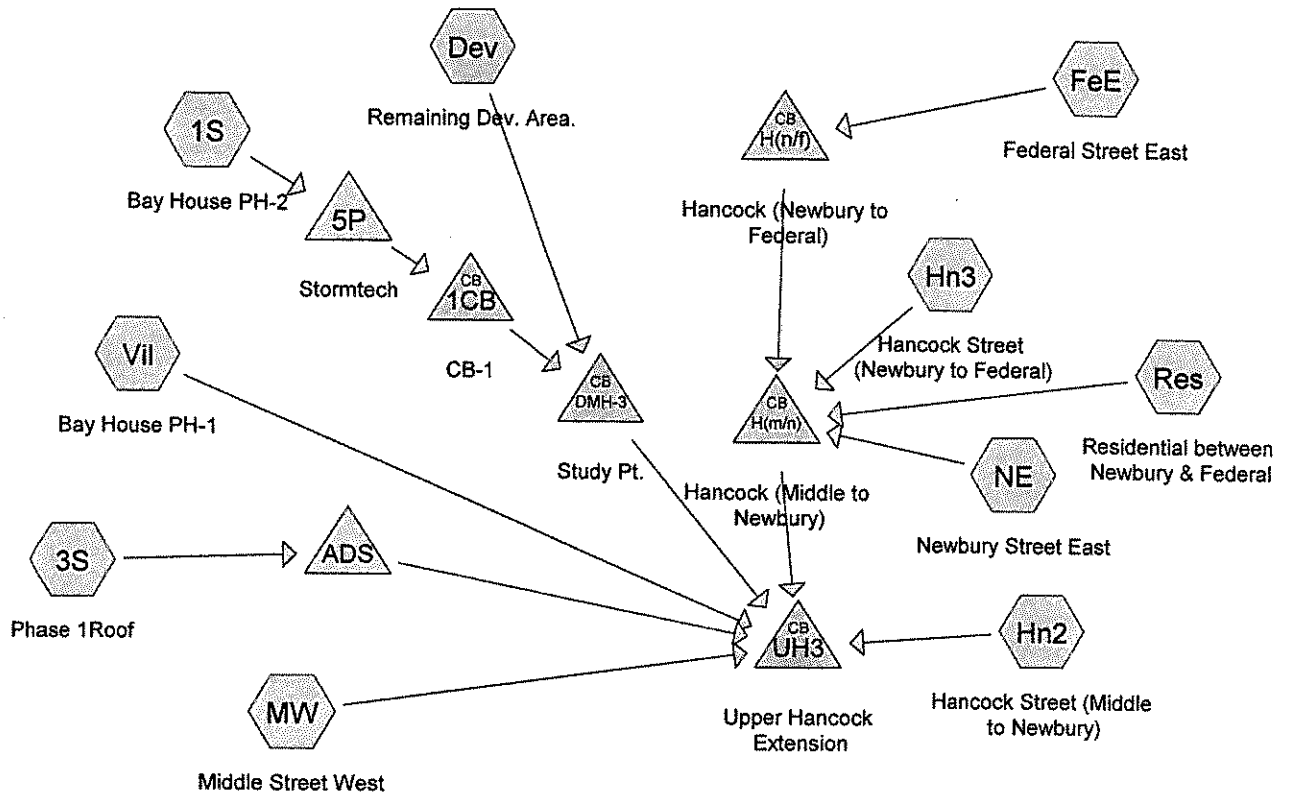 Dev
Remaining Dev. Area.
1S
Bay House PH-2
5P
Stormtech
CB
1CB
CB-1
CB
DMH-3
Study Pt.
Vil
Bay House PH-1
3S
Phase 1Roof
ADS
MW
Middle Street West
FeE
Federal Street East
CB
H(n/f)
Hancock (Newbury to
Federal)
Hn3
Hancock Street
(Newbury to Federal)
Res
Residential between
Newbury & Federal
CB
H(m/n)
Hancock (Middle to
Newbury)
NE
Newbury Street East
CB
UH3
Upper Hancock
Extension
Hn2
Hancock Street (Middle
to Newbury)